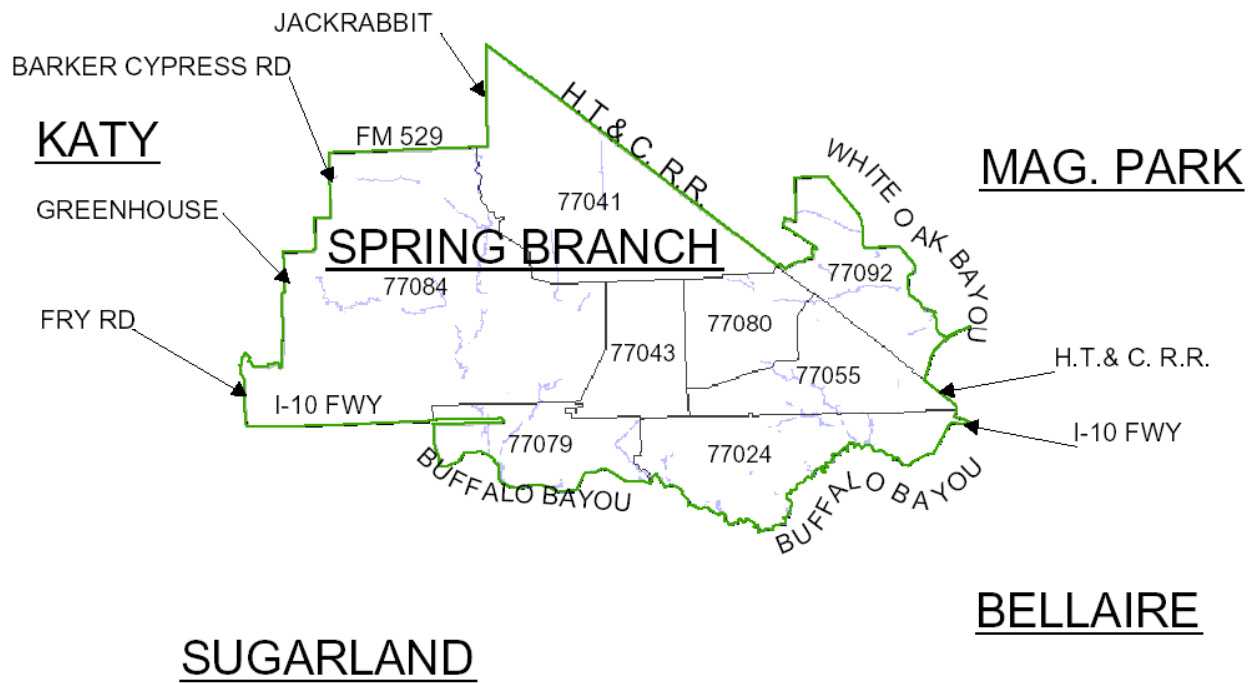 JACKRABBIT
BARKER CYPRESS RD
H.T.& C. R.R.
KATY
FM 529
WHITE OAK BAYOU
MAG. PARK
GREENHOUSE
77041
SPRING BRANCH
77092
77084
FRY RD
77080
77043
H.T.& C. R.R.
77055
I-10 FWY
I-10 FWY
77079
77024
BUFFALO BAYOU
BUFFALO BAYOU
BELLAIRE
SUGARLAND